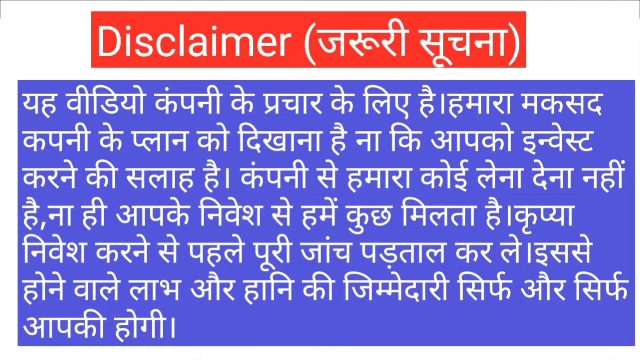 Disclaimer (जरूरी सूचना)
यह वीडियो कंपनी के प्रचार के लिए है।हमारा मकसद
कपनी के प्लान को दिखाना है ना कि आपको इन्वेस्ट
करने की सलाह है। कंपनी से हमारा कोई लेना देना नहीं
है,ना ही आपके निवेश से हमें कुछ मिलता है।कृप्या
निवेश करने से पहले पूरी जांच पड़ताल कर ले।इससे
होने वाले लाभ और हानि की जिम्मेदारी सिर्फ और सिर्फ
आपकी होगी।